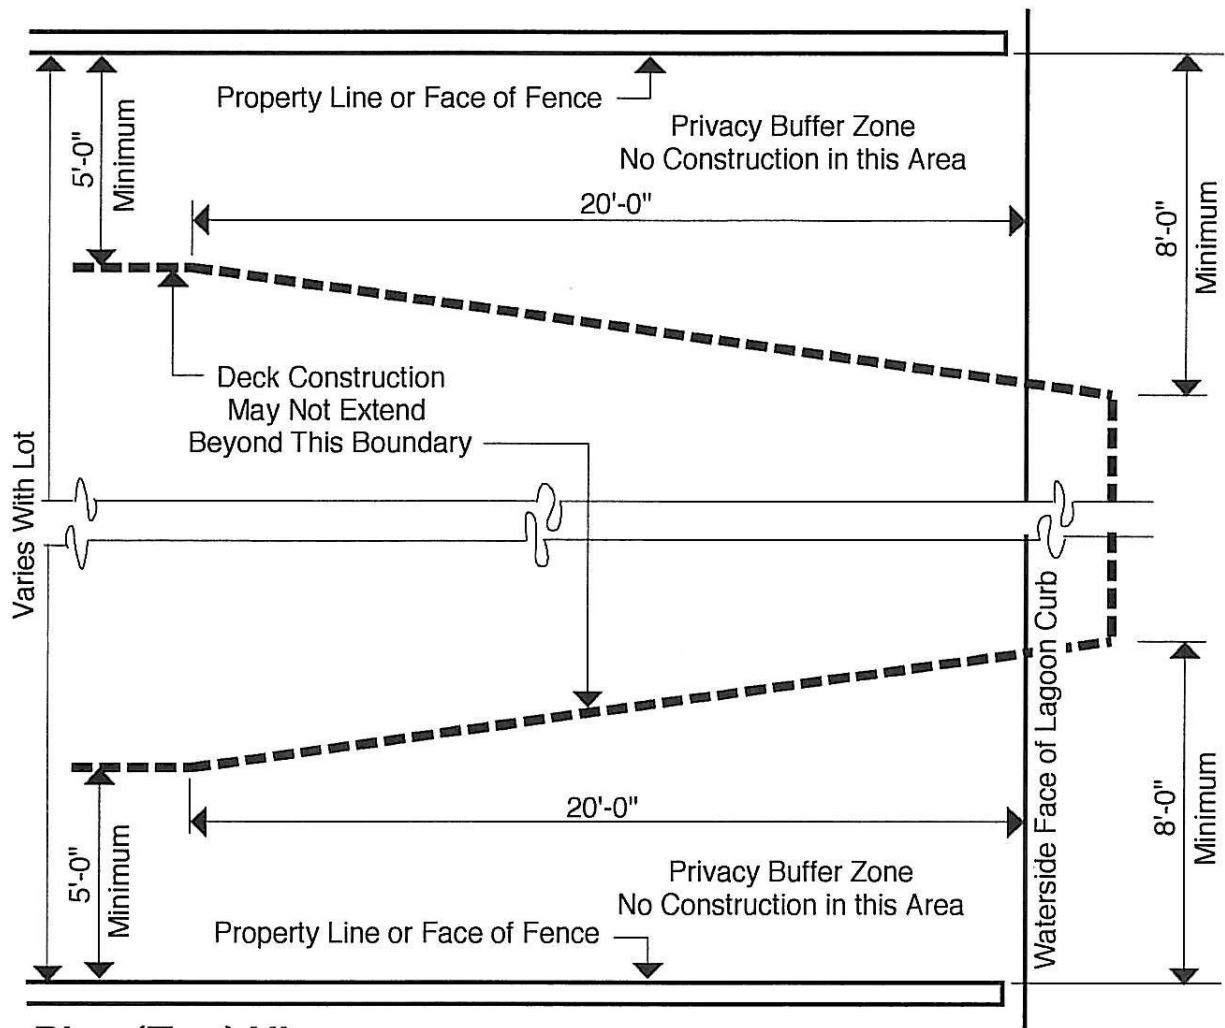 Property Line or Face of Fence
Privacy Buffer Zone
No Construction in this Area
5'-0"
Minimum
20'-0"
8'-0"
Minimum
Deck Construction
May Not Extend
Beyond This Boundary
Varies With Lot
Waterside Face of Lagoon Curb
20'-0"
5'-0"
Minimum
8'-0"
Minimum
Privacy Buffer Zone
No Construction in this Area
Property Line or Face of Fence